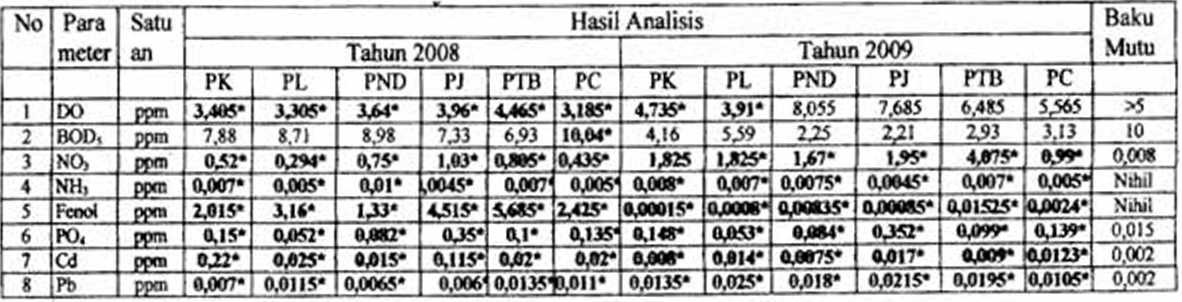 No Para Satu Hasil Analisis Baku
meter an Tahun 2008 Tahun 2009 Mutu
PK PL PND PJ PTB PC PK PL PND PJ PTB PC
1 DO ppm 3,405* 3,305* 3,64* 3,96* 4,465* 3,185* 4,735* 3,91* 8,055 7,685 6,485 5,565 >5
2 BOD₅ ppm 7,88 8,71 8,98 7,33 6,93 10,04* 4,16 5,59 2,25 2,21 2,93 3,13 10
3 NO₃ ppm 0,52* 0,294* 0,75* 1,03* 0,805* 0,435* 1,825 1,825* 1,67* 1,95* 4,075* 0,99* 0,008
4 NH₃ ppm 0,007* 0,005* 0,01* ,0045* 0,007* 0,005* 0,008* 0,007* 0,0075* 0,0045* 0,007* 0,005* Nihil
5 Fenol ppm 2,015* 3,16* 1,33* 4,515* 5,685* 2,425* 0,00015* 0,0008* 0,00835* 0,00085* 0,01525* 0,0024* Nihil
6 PO₄ ppm 0,15* 0,052* 0,082* 0,35* 0,1* 0,135* 0,148* 0,053* 0,084* 0,352* 0,099* 0,139* 0,015
7 Cd ppm 0,22* 0,025* 0,015* 0,115* 0,02* 0,02* 0,008* 0,014* 0,0075* 0,017* 0,009* 0,0123* 0,002
8 Pb ppm 0,007* 0,0115* 0,0065* 0,006* 0,0135* 0,011* 0,0135* 0,025* 0,018* 0,0215* 0,0195* 0,0105* 0,002